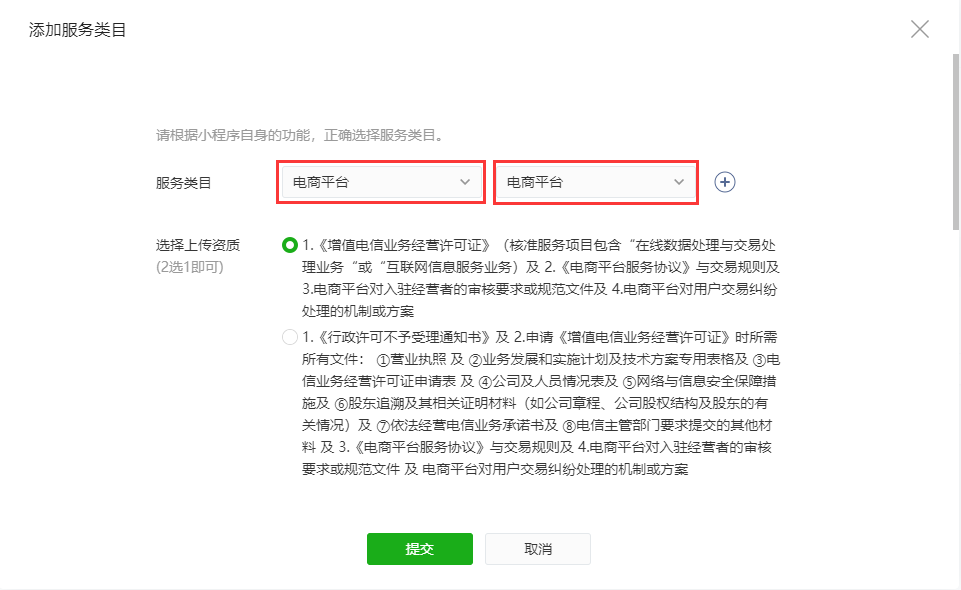 添加服务类目
请根据小程序自身的功能，正确选择服务类目。
服务类目
电商平台
电商平台
选择上传资质
(2选1即可)
1.《增值电信业务经营许可证》（核准服务项目包含“在线数据处理与交易处
理业务“或“互联网信息服务业务）及 2.《电商平台服务协议》与交易规则及
3.电商平台对入驻经营者的审核要求或规范文件及 4.电商平台对用户交易纠纷
处理的机制或方案
1.《行政许可不予受理通知书》及 2.申请《增值电信业务经营许可证》时所需
所有文件： ①营业执照 及 ②业务发展和实施计划及技术方案专用表格及 ③电
信业务经营许可证申请表 及 ④公司及人员情况表及 ⑤网络与信息安全保障措
施及 ⑥股东追溯及其相关证明材料（如公司章程、公司股权结构及股东的有
关情况）及 ⑦依法经营电信业务承诺书及 ⑧电信主管部门要求提交的其他材
料 及 3.《电商平台服务协议》与交易规则及 4.电商平台对入驻经营者的审核
要求或规范文件 及 电商平台对用户交易纠纷处理的机制或方案
提交
取消